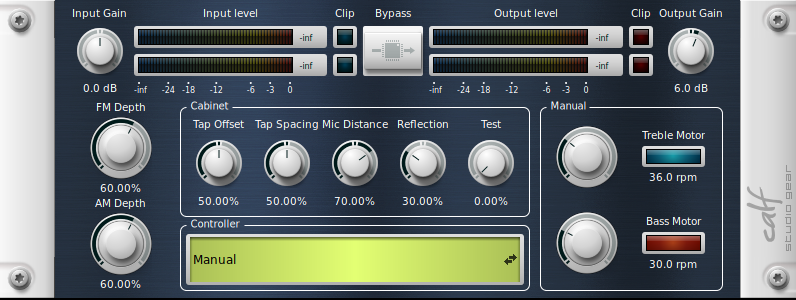 Input Gain Input level Clip Bypass Output level Clip Output Gain
-inf -inf
-inf -inf
0.0 dB -inf -24 -18 -12 -6 -3 0 -inf -24 -18 -12 -6 -3 0 6.0 dB
FM Depth
60.00%
AM Depth
60.00%
Cabinet
Tap Offset Tap Spacing Mic Distance Reflection Test
50.00% 50.00% 70.00% 30.00% 0.00%
Controller
Manual
Manual
Treble Motor
36.0 rpm
Bass Motor
30.0 rpm
calf
studio gear